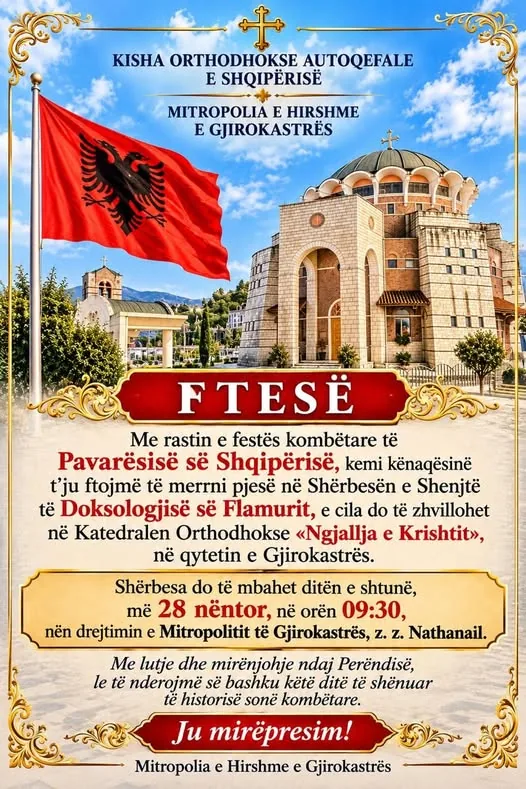 KISHA ORTHODHOKSE AUTOQEFALE
E SHQIPËRISË
MITROPOLIA E HIRSHME
E GJIROKASTRËS
FTESË
Me rastin e festës kombëtare të
Pavarësisë së Shqipërisë, kemi kënaqësinë
t'ju ftojmë të merrni pjesë në Shërbesën e Shenjtë
të Doksologjisë së Flamurit, e cila do të zhvillohet
në Katedralen Orthodhokse «Ngjallja e Krishtit»,
në qytetin e Gjirokastrës.
Shërbesa do të mbahet ditën e shtunë,
më 28 nëntor, në orën 09:30,
nën drejtimin e Mitropolitit të Gjirokastrës, z. z. Nathanail.
Me lutje dhe mirënjohje ndaj Perëndisë,
le të nderojmë së bashku këtë ditë të shënuar
të historisë sonë kombëtare.
Ju mirëpresim!
Mitropolia e Hirshme e Gjirokastrës